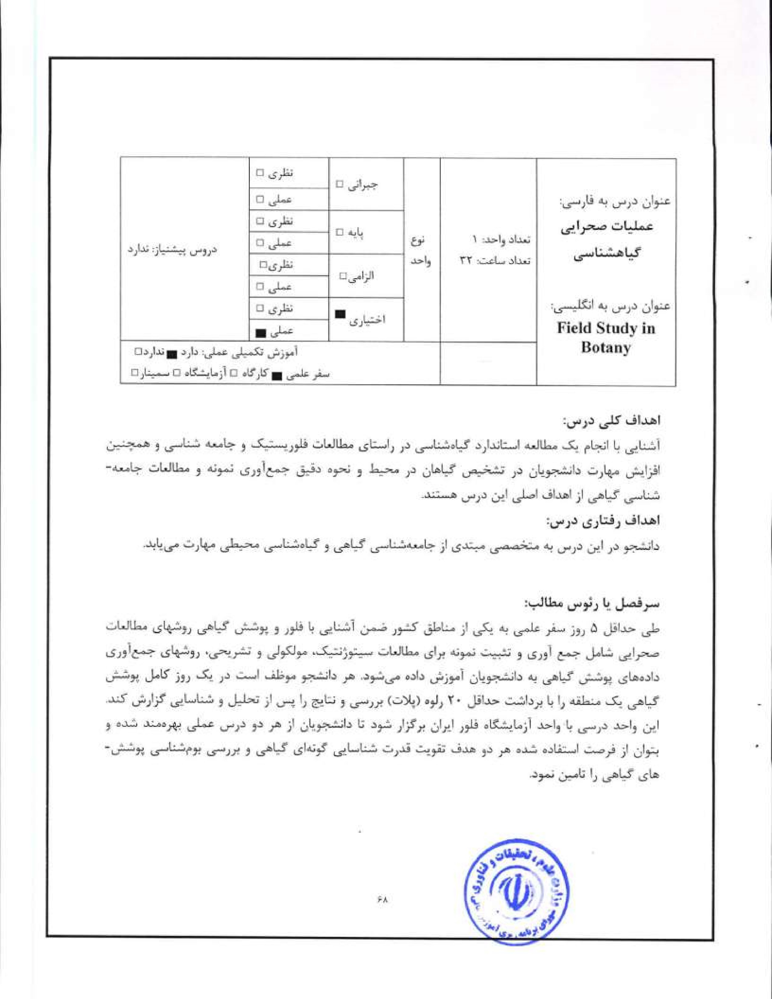 عنوان درس به فارسی:
عملیات صحرایی
گیاهشناسی
عنوان درس به انگلیسی:
Field Study in
Botany
تعداد واحد: ۱
تعداد ساعت: ۳۲
نوع
واحد
جبرانی □
نظری □
عملی □
پایه □
نظری □
عملی □
الزامی□
نظری□
عملی □
اختیاری ■
نظری □
عملی ■
دروس پیشنیاز: ندارد
آموزش تکمیلی عملی: دارد ■ ندارد□
سفر علمی ■ کارگاه □ آزمایشگاه □ سمینار□
اهداف کلی درس:
آشنایی با انجام یک مطالعه استاندارد گیاه‌شناسی در راستای مطالعات فلوریستیک و جامعه شناسی و همچنین
افزایش مهارت دانشجویان در تشخیص گیاهان در محیط و نحوه دقیق جمع‌آوری نمونه و مطالعات جامعه-
شناسی گیاهی از اهداف اصلی این درس هستند.
اهداف رفتاری درس:
دانشجو در این درس به متخصصی مبتدی از جامعه‌شناسی گیاهی و گیاه‌شناسی محیطی مهارت می‌یابد.
سرفصل یا رئوس مطالب:
طی حداقل ۵ روز سفر علمی به یکی از مناطق کشور ضمن آشنایی با فلور و پوشش گیاهی روشهای مطالعات
صحرایی شامل جمع آوری و تثبیت نمونه برای مطالعات سیتوژنتیک، مولکولی و تشریحی، روشهای جمع‌آوری
داده‌های پوشش گیاهی به دانشجویان آموزش داده می‌شود. هر دانشجو موظف است در یک روز کامل پوشش
گیاهی یک منطقه را با برداشت حداقل ۲۰ رلوه (پلات) بررسی و نتایج را پس از تحلیل و شناسایی گزارش کند.
این واحد درسی با واحد آزمایشگاه فلور ایران برگزار شود تا دانشجویان از هر دو درس عملی بهره‌مند شده و
بتوان از فرصت استفاده شده هر دو هدف تقویت قدرت شناسایی گونه‌ای گیاهی و بررسی بوم‌شناسی پوشش-
های گیاهی را تامین نمود.
وزارت علوم، تحقیقات و فناوری
شورای برنامه ریزی آموزش عالی
۶۸